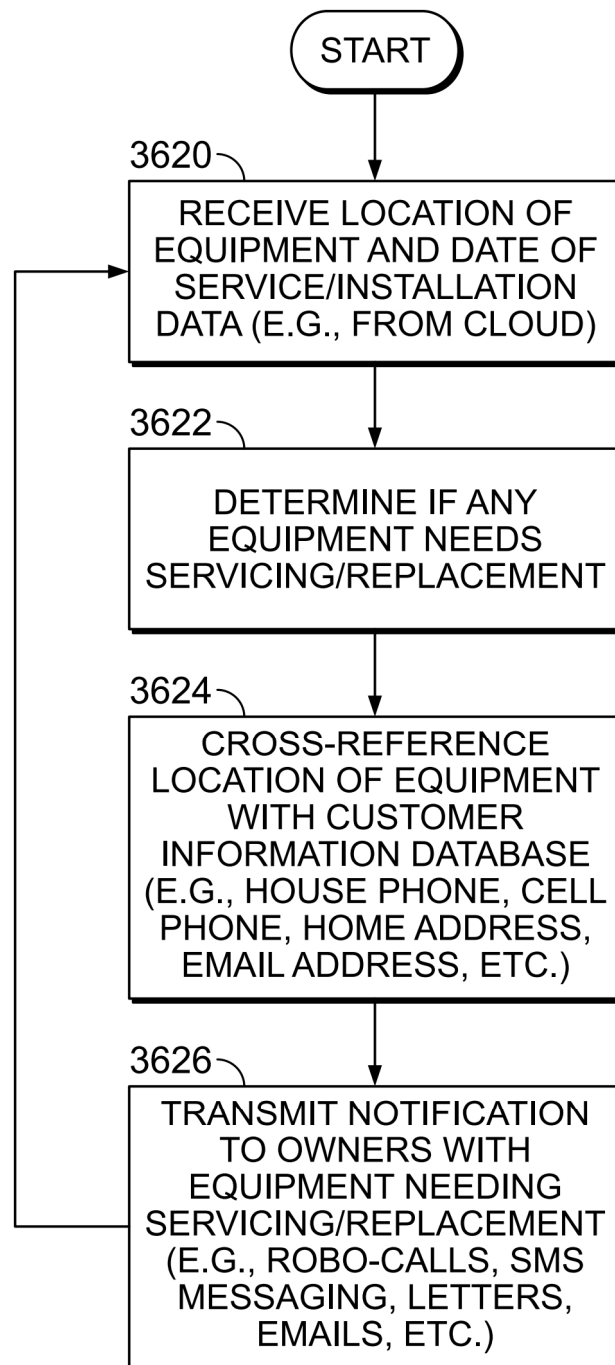 START
3620
RECEIVE LOCATION OF
EQUIPMENT AND DATE OF
SERVICE/INSTALLATION
DATA (E.G., FROM CLOUD)
3622
DETERMINE IF ANY
EQUIPMENT NEEDS
SERVICING/REPLACEMENT
3624
CROSS-REFERENCE
LOCATION OF EQUIPMENT
WITH CUSTOMER
INFORMATION DATABASE
(E.G., HOUSE PHONE, CELL
PHONE, HOME ADDRESS,
EMAIL ADDRESS, ETC.)
3626
TRANSMIT NOTIFICATION
TO OWNERS WITH
EQUIPMENT NEEDING
SERVICING/REPLACEMENT
(E.G., ROBO-CALLS, SMS
MESSAGING, LETTERS,
EMAILS, ETC.)